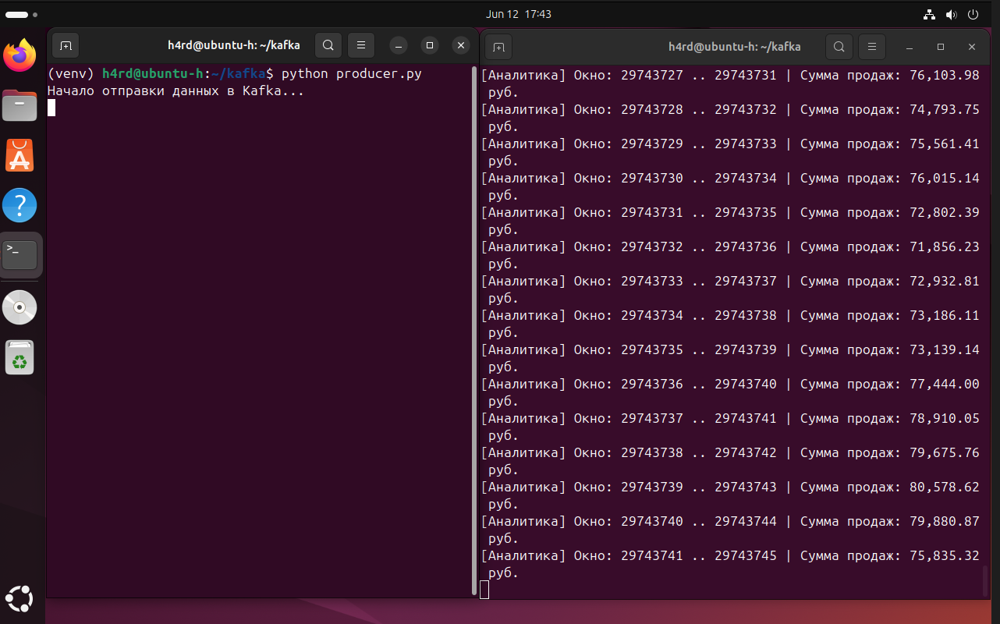 Jun 12 17:43
h4rd@ubuntu-h: ~/kafka
(venv) h4rd@ubuntu-h:~/kafka$ python producer.py
Начало отправки данных в Kafka...
h4rd@ubuntu-h: ~/kafka
[Аналитика] Окно: 29743727 .. 29743731 | Сумма продаж: 76,103.98
руб.
[Аналитика] Окно: 29743728 .. 29743732 | Сумма продаж: 74,793.75
руб.
[Аналитика] Окно: 29743729 .. 29743733 | Сумма продаж: 75,561.41
руб.
[Аналитика] Окно: 29743730 .. 29743734 | Сумма продаж: 76,015.14
руб.
[Аналитика] Окно: 29743731 .. 29743735 | Сумма продаж: 72,802.39
руб.
[Аналитика] Окно: 29743732 .. 29743736 | Сумма продаж: 71,856.23
руб.
[Аналитика] Окно: 29743733 .. 29743737 | Сумма продаж: 72,932.81
руб.
[Аналитика] Окно: 29743734 .. 29743738 | Сумма продаж: 73,186.11
руб.
[Аналитика] Окно: 29743735 .. 29743739 | Сумма продаж: 73,139.14
руб.
[Аналитика] Окно: 29743736 .. 29743740 | Сумма продаж: 77,444.00
руб.
[Аналитика] Окно: 29743737 .. 29743741 | Сумма продаж: 78,910.05
руб.
[Аналитика] Окно: 29743738 .. 29743742 | Сумма продаж: 79,675.76
руб.
[Аналитика] Окно: 29743739 .. 29743743 | Сумма продаж: 80,578.62
руб.
[Аналитика] Окно: 29743740 .. 29743744 | Сумма продаж: 79,880.87
руб.
[Аналитика] Окно: 29743741 .. 29743745 | Сумма продаж: 75,835.32
руб.